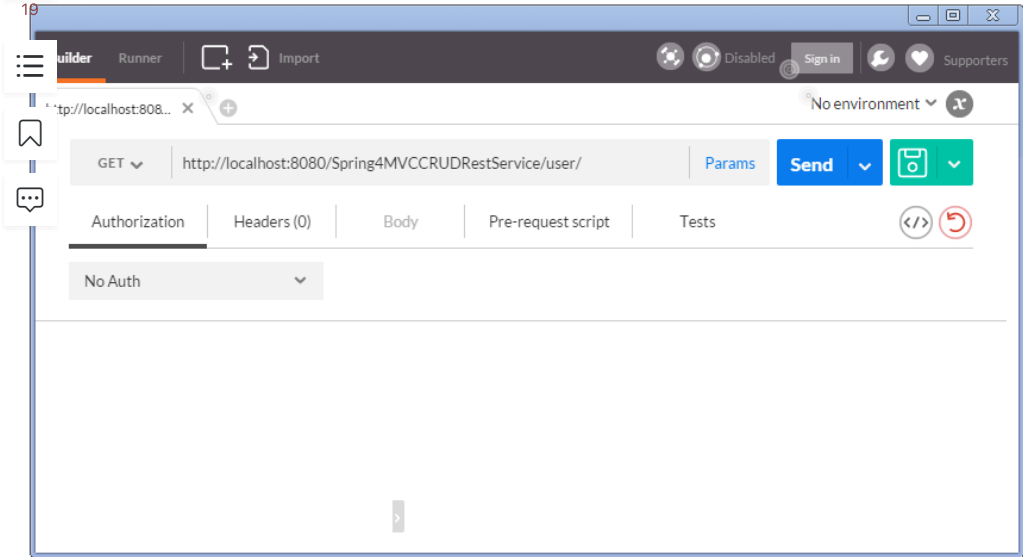 19
uilder Runner Import Disabled Sign in Supporters
tp://localhost:808... No environment
GET http://localhost:8080/Spring4MVCCRUDRestService/user/ Params Send
Authorization Headers (0) Body Pre-request script Tests
No Auth